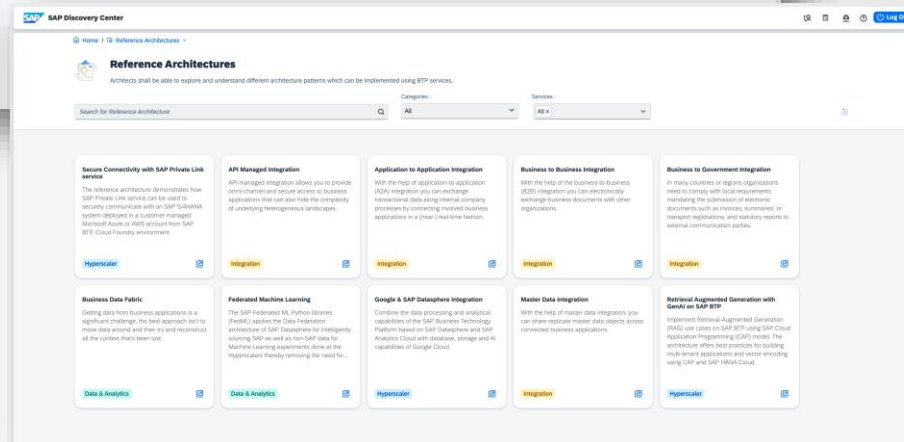 SAP SAP Discovery Center
Log O
Home / Reference Architectures
Reference Architectures
Architects shall be able to explore and understand different architecture patterns which can be implemented using BTP services.
Categories :
Services :
Search for Reference Architecture
All
All ×
Secure Connectivity with SAP Private Link
service
The reference architecture demonstrates how
SAP Private Link service can be used to
securely communicate with an SAP S/4HANA
system deployed in a customer managed
Microsoft Azure or AWS account from SAP
BTP, Cloud Foundry environment.
Hyperscaler
API Managed Integration
API-managed integration allows you to provide
omni-channel and secure access to business
applications that can also hide the complexity
of underlying heterogeneous landscapes.
Integration
Application to Application Integration
With the help of application-to-application
(A2A) integration you can exchange
transactional data along internal company
processes by connecting involved business
applications in a (near-) real-time fashion.
Integration
Business to Business Integration
With the help of the business-to-business
(B2B) integration you can electronically
exchange business documents with other
organizations.
Integration
Business to Government Integration
In many countries or regions organizations
need to comply with local requirements
mandating the submission of electronic
documents such as invoices, summaries, or
transport registrations, and statutory reports to
external communication parties.
Integration
Business Data Fabric
Getting data from business applications is a
significant challenge, the best approach isn't to
move data around and then try and reconstruct
all the context that's been lost.
Data & Analytics
Federated Machine Learning
The SAP Federated ML Python libraries
(FedML) applies the Data Federation
architecture of SAP Datasphere for intelligently
sourcing SAP as well as non-SAP data for
Machine Learning experiments done at the
Hyperscalers thereby removing the need for...
Data & Analytics
Google & SAP Datasphere Integration
Combine the data processing and analytical
capabilities of the SAP Business Technology
Platform based on SAP Datasphere and SAP
Analytics Cloud with database, storage and AI
capabilities of Google Cloud.
Hyperscaler
Master Data Integration
With the help of master data integration, you
can share replicate master data objects across
connected business applications.
Integration
Retrieval Augmented Generation with
GenAI on SAP BTP
Implement Retrieval-Augmented Generation
(RAG) use cases on SAP BTP using SAP Cloud
Application Programming (CAP) model. The
architecture offers best practices for building
multi-tenant applications and vector encoding
using CAP and SAP HANA Cloud.
Hyperscaler